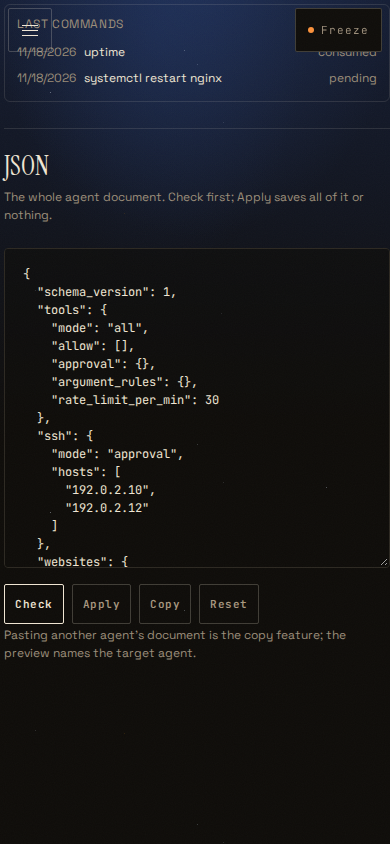 LAST COMMANDS
Freeze
11/18/2026 uptime consumed
11/18/2026 systemctl restart nginx pending
JSON
The whole agent document. Check first; Apply saves all of it or
nothing.
{
  "schema_version": 1,
  "tools": {
    "mode": "all",
    "allow": [],
    "approval": {},
    "argument_rules": {},
    "rate_limit_per_min": 30
  },
  "ssh": {
    "mode": "approval",
    "hosts": [
      "192.0.2.10",
      "192.0.2.12"
    ]
  },
  "websites": {
Check Apply Copy Reset
Pasting another agent's document is the copy feature; the
preview names the target agent.